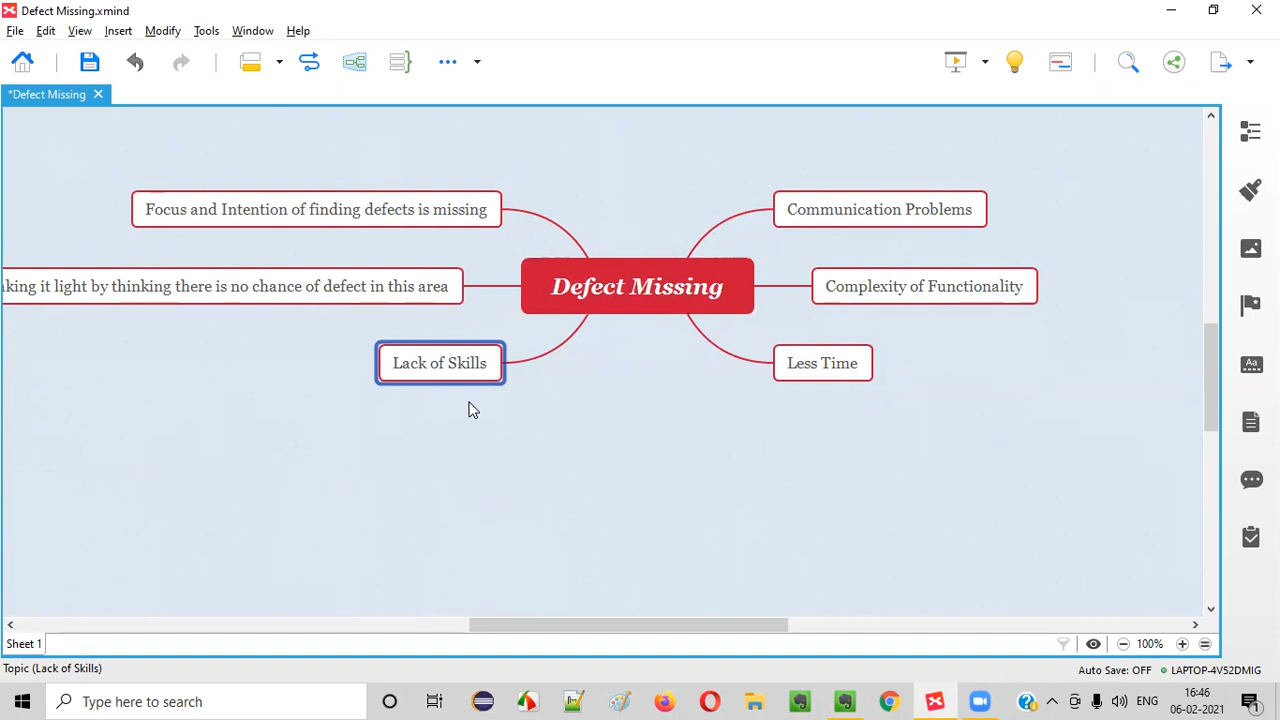 Defect Missing.xmind
File Edit View Insert Modify Tools Window Help
*Defect Missing
Focus and Intention of finding defects is missing
Communication Problems
it light by thinking there is no chance of defect in this area
Defect Missing
Complexity of Functionality
Lack of Skills
Less Time
Sheet 1
100%
Topic (Lack of Skills)
Auto Save: OFF LAPTOP-4V52DMIG
Type here to search
ENG
16:46
06-02-2021